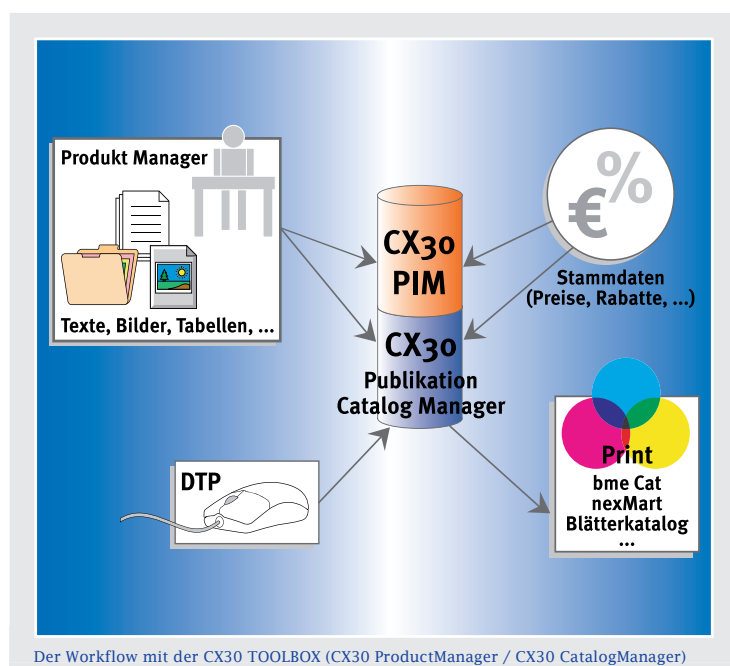 Produkt Manager
Texte, Bilder, Tabellen, ...
CX30
PIM
CX30
Publikation
Catalog Manager
€%
Stammdaten
(Preise, Rabatte, ...)
DTP
Print
bme Cat
nexMart
Blätterkatalog
...
Der Workflow mit der CX30 TOOLBOX (CX30 ProductManager / CX30 CatalogManager)